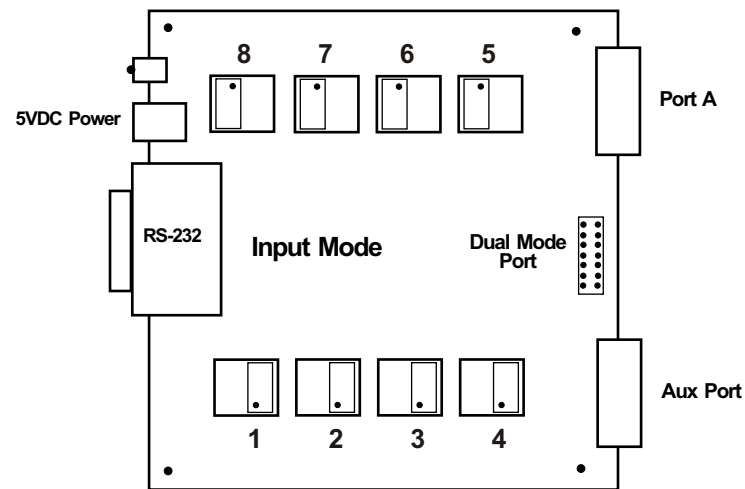 8 7 6 5
5VDC Power
Port A
RS-232
Input Mode
Dual Mode
Port
Aux Port
1 2 3 4